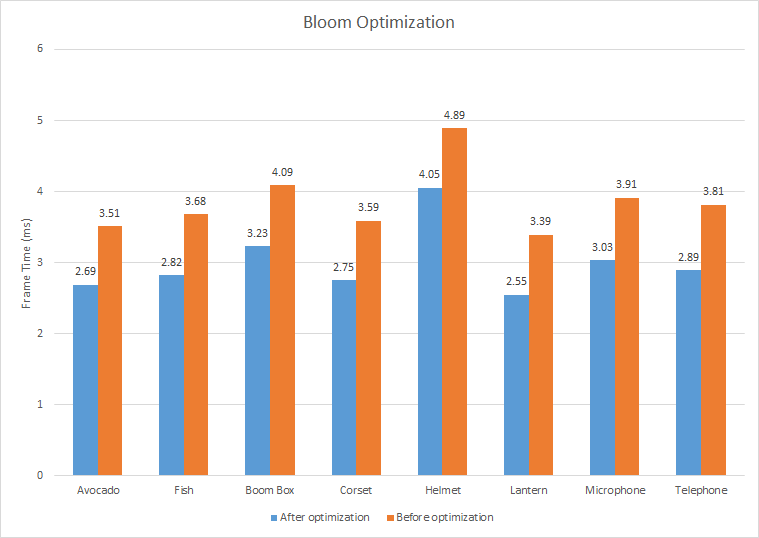 Bloom Optimization
Frame Time (ms)
6
5
4
3
2
1
0
2.69
3.51
2.82
3.68
3.23
4.09
2.75
3.59
4.05
4.89
2.55
3.39
3.03
3.91
2.89
3.81
Avocado
Fish
Boom Box
Corset
Helmet
Lantern
Microphone
Telephone
After optimization
Before optimization